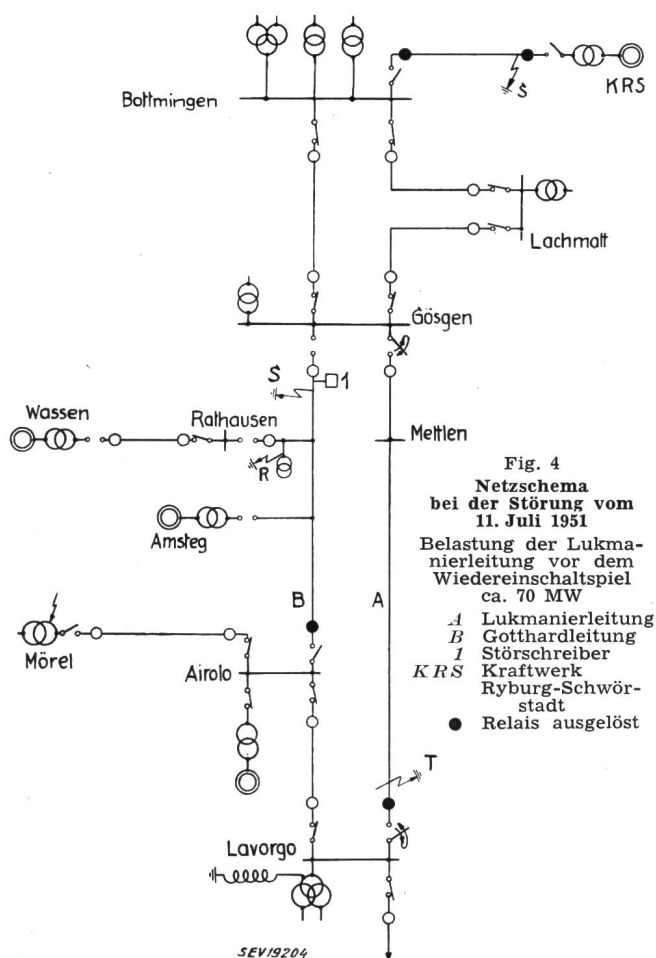 KRS
S
Bottmingen
Lachmatt
Gösgen
S
1
Wassen
Rathausen
R
Mettlen
Amsteg
B
A
Mörel
Airolo
T
Lavorgo
Fig. 4
Netzschema
bei der Störung vom
11. Juli 1951
Belastung der Lukma-
nierleitung vor dem
Wiedereinschaltspiel
ca. 70 MW
A Lukmanierleitung
B Gotthardleitung
1 Störschreiber
KRS Kraftwerk
Ryburg-Schwör-
stadt
● Relais ausgelöst
SEV19204